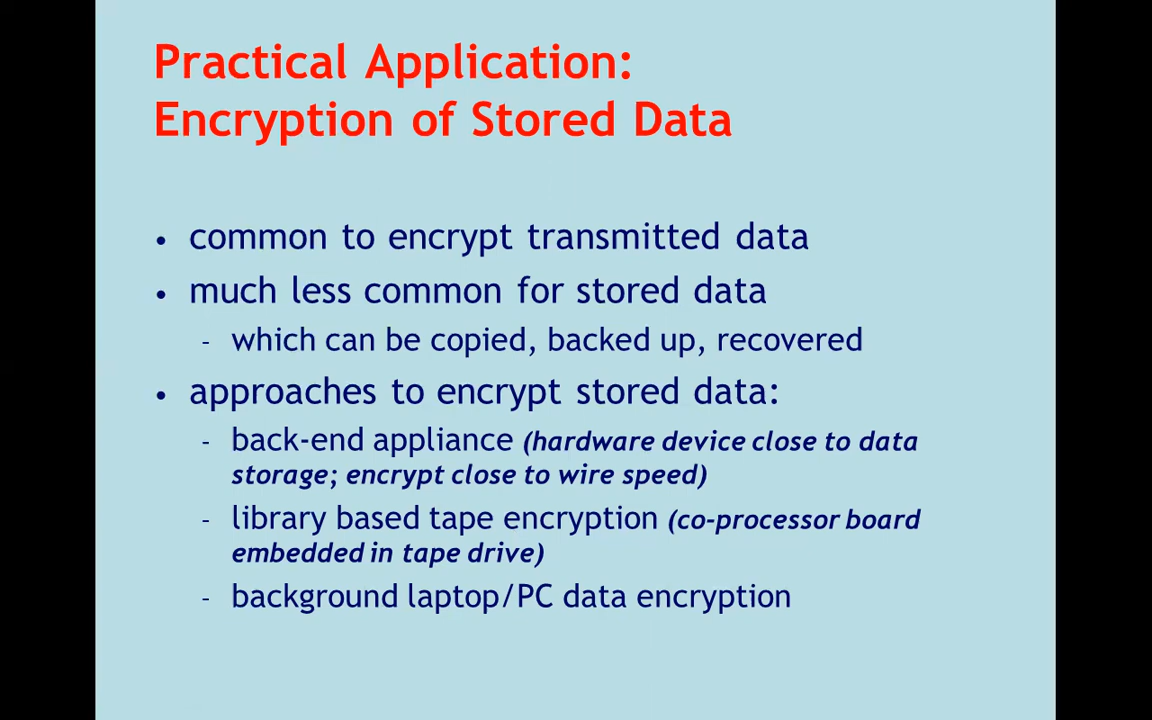 Practical Application:
Encryption of Stored Data
• common to encrypt transmitted data
• much less common for stored data
- which can be copied, backed up, recovered
• approaches to encrypt stored data:
- back-end appliance (hardware device close to data
storage; encrypt close to wire speed)
- library based tape encryption (co-processor board
embedded in tape drive)
- background laptop/PC data encryption